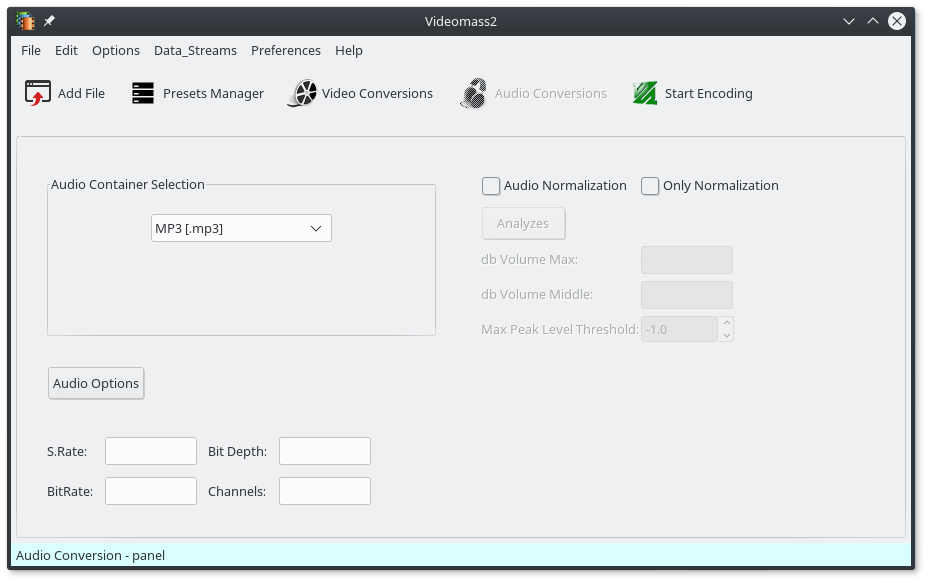 Videomass2
File Edit Options Data_Streams Preferences Help
Add File Presets Manager Video Conversions Audio Conversions Start Encoding
Audio Container Selection
MP3 [.mp3]
Audio Normalization Only Normalization
Analyzes
db Volume Max:
db Volume Middle:
Max Peak Level Threshold: -1.0
Audio Options
S.Rate: Bit Depth:
BitRate: Channels:
Audio Conversion - panel